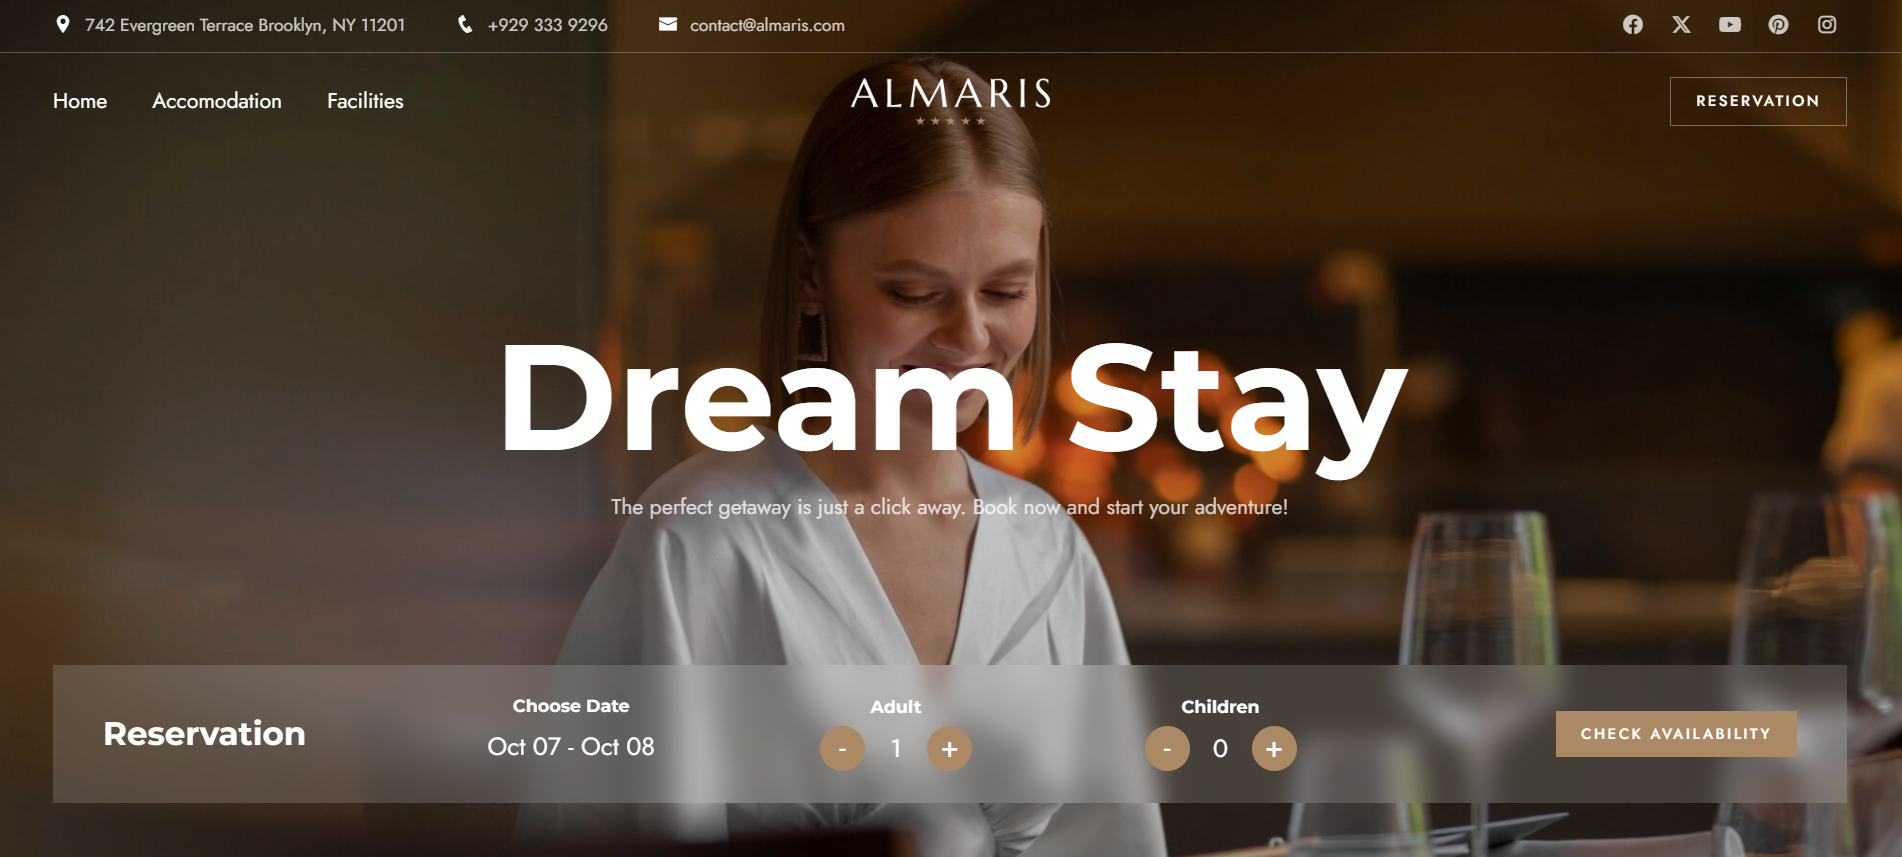 742 Evergreen Terrace Brooklyn, NY 11201
+929 333 9296
contact@almaris.com
Home
Accomodation
Facilities
ALMARIS
RESERVATION
Dream Stay
The perfect getaway is just a click away. Book now and start your adventure!
Reservation
Choose Date
Oct 07 - Oct 08
Adult
- 1 +
Children
- 0 +
CHECK AVAILABILITY